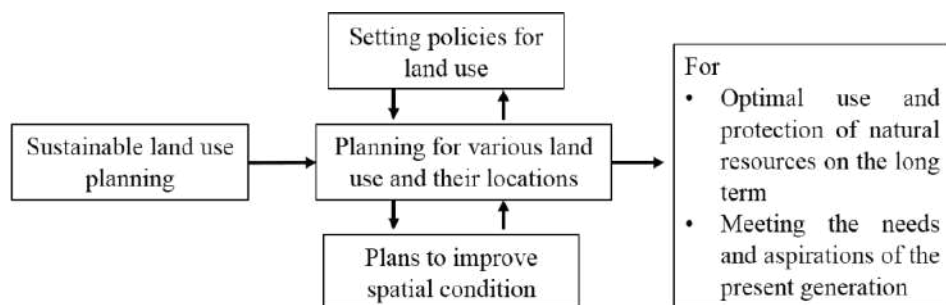 Setting policies for
land use
Sustainable land use
planning
Planning for various land
use and their locations
Plans to improve
spatial condition
For
• Optimal use and
protection of natural
resources on the long
term
• Meeting the needs
and aspirations of the
present generation